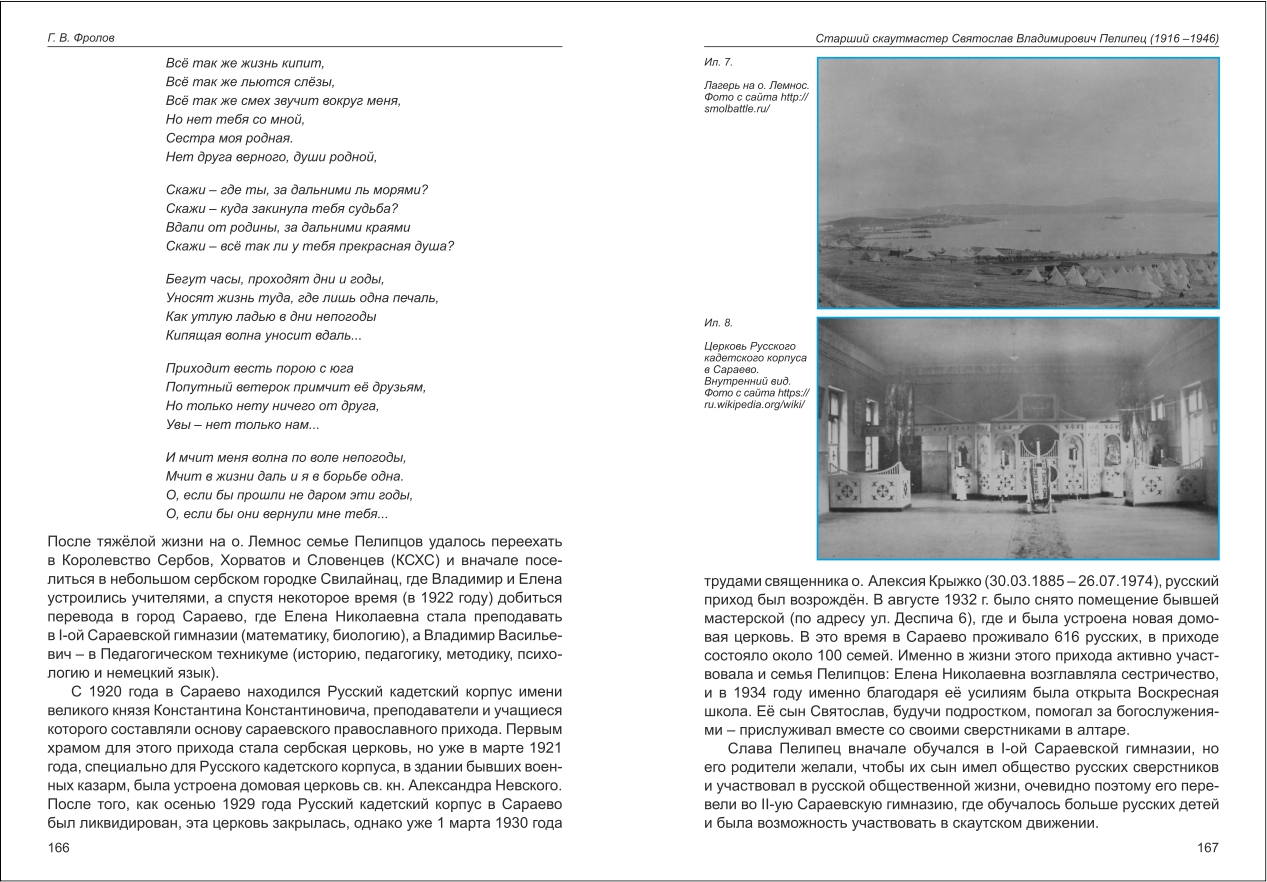 Г. В. Фролов
Всё так же жизнь кипит,
Всё так же льются слёзы,
Всё так же смех звучит вокруг меня,
Но нет тебя со мной,
Сестра моя родная.
Нет друга верного, души родной,
Скажи – где ты, за дальними ль морями?
Скажи – куда закинула тебя судьба?
Вдали от родины, за дальними краями
Скажи – всё так ли у тебя прекрасная душа?
Бегут часы, проходят дни и годы,
Уносят жизнь туда, где лишь одна печаль,
Как утлую ладью в дни непогоды
Кипящая волна уносит вдаль...
Приходит весть порою с юга
Попутный ветерок примчит её друзьям,
Но только нету ничего от друга,
Увы – нет только нам...
И мчит меня волна по воле непогоды,
Мчит в жизни даль и я в борьбе одна.
О, если бы прошли не даром эти годы,
О, если бы они вернули мне тебя...
После тяжёлой жизни на о. Лемнос семье Пелипцов удалось переехать
в Королевство Сербов, Хорватов и Словенцев (КСХС) и вначале посе-
литься в небольшом сербском городке Свилайнац, где Владимир и Елена
устроились учителями, а спустя некоторое время (в 1922 году) добиться
перевода в город Сараево, где Елена Николаевна стала преподавать
в I-ой Сараевской гимназии (математику, биологию), а Владимир Василье-
вич – в Педагогическом техникуме (историю, педагогику, методику, психо-
логию и немецкий язык).
С 1920 года в Сараево находился Русский кадетский корпус имени
великого князя Константина Константиновича, преподаватели и учащиеся
которого составляли основу сараевского православного прихода. Первым
храмом для этого прихода стала сербская церковь, но уже в марте 1921
года, специально для Русского кадетского корпуса, в здании бывших воен-
ных казарм, была устроена домовая церковь св. кн. Александра Невского.
После того, как осенью 1929 года Русский кадетский корпус в Сараево
был ликвидирован, эта церковь закрылась, однако уже 1 марта 1930 года
166
Старший скаутмастер Святослав Владимирович Пелипец (1916 –1946)
Ил. 7.
Лагерь на о. Лемнос.
Фото с сайта http://
smolbattle.ru/
Ил. 8.
Церковь Русского
кадетского корпуса
в Сараево.
Внутренний вид.
Фото с сайта https://
ru.wikipedia.org/wiki/
трудами священника о. Алексия Крыжко (30.03.1885 – 26.07.1974), русский
приход был возрождён. В августе 1932 г. было снято помещение бывшей
мастерской (по адресу ул. Деспича 6), где и была устроена новая домо-
вая церковь. В это время в Сараево проживало 616 русских, в приходе
состояло около 100 семей. Именно в жизни этого прихода активно участ-
вовала и семья Пелипцов: Елена Николаевна возглавляла сестричество,
и в 1934 году именно благодаря её усилиям была открыта Воскресная
школа. Её сын Святослав, будучи подростком, помогал за богослужения-
ми – прислуживал вместе со своими сверстниками в алтаре.
Слава Пелипец вначале обучался в I-ой Сараевской гимназии, но
его родители желали, чтобы их сын имел общество русских сверстников
и участвовал в русской общественной жизни, очевидно поэтому его пере-
вели во II-ую Сараевскую гимназию, где обучалось больше русских детей
и была возможность участвовать в скаутском движении.
167